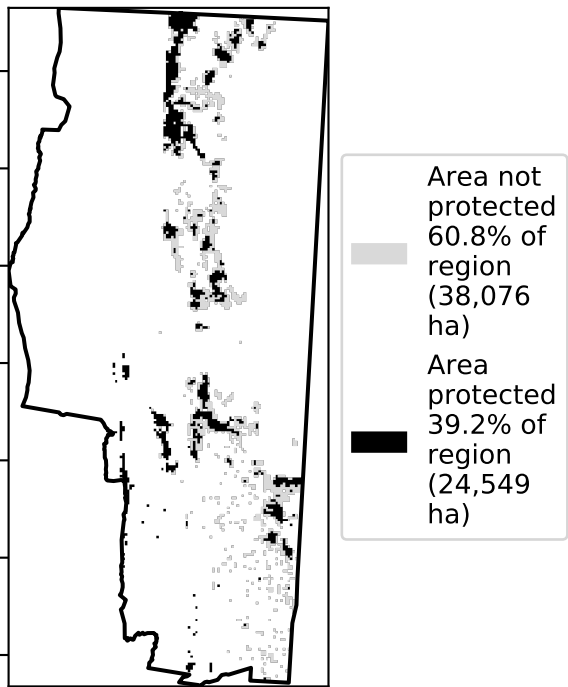 Area not
protected
60.8% of
region
(38,076
ha)
Area
protected
39.2% of
region
(24,549
ha)